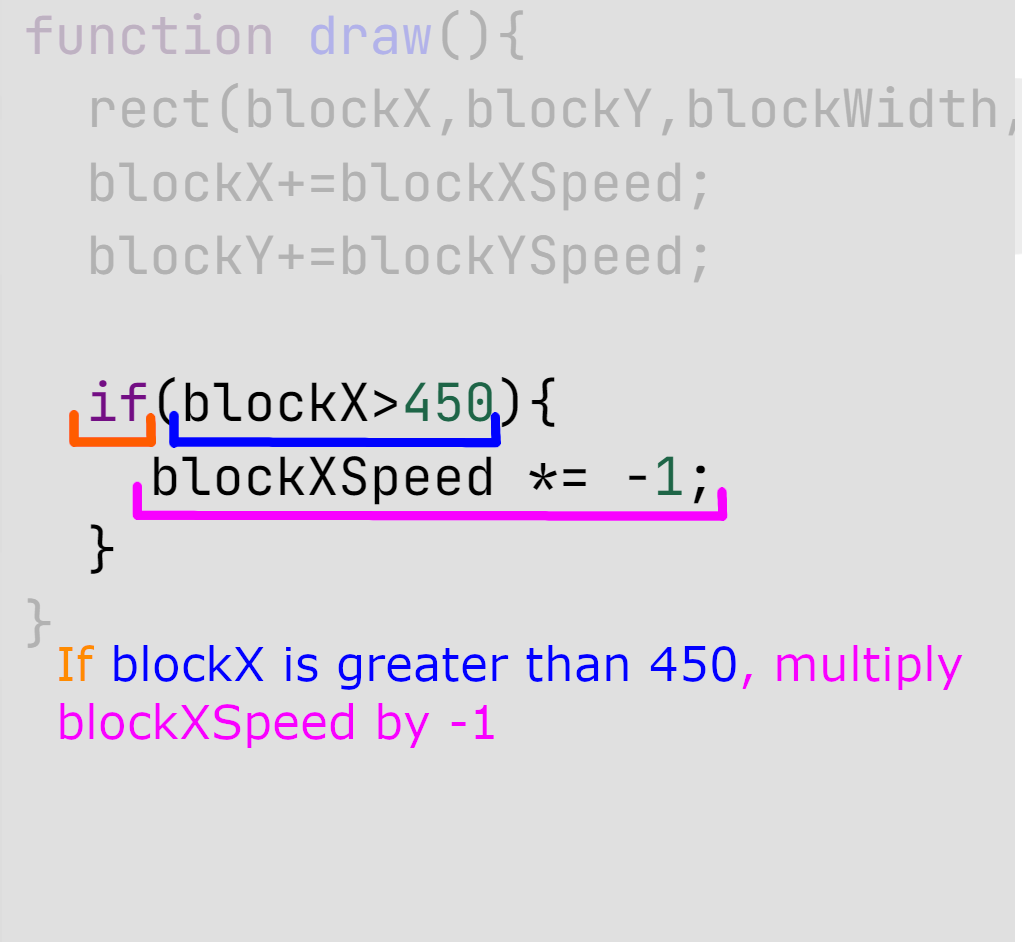 function draw(){
rect(blockX,blockY,blockWidth,
blockX+=blockXSpeed;
blockY+=blockYSpeed;
if(blockX>450){
blockXSpeed *= -1;
}
}
If blockX is greater than 450, multiply
blockXSpeed by -1